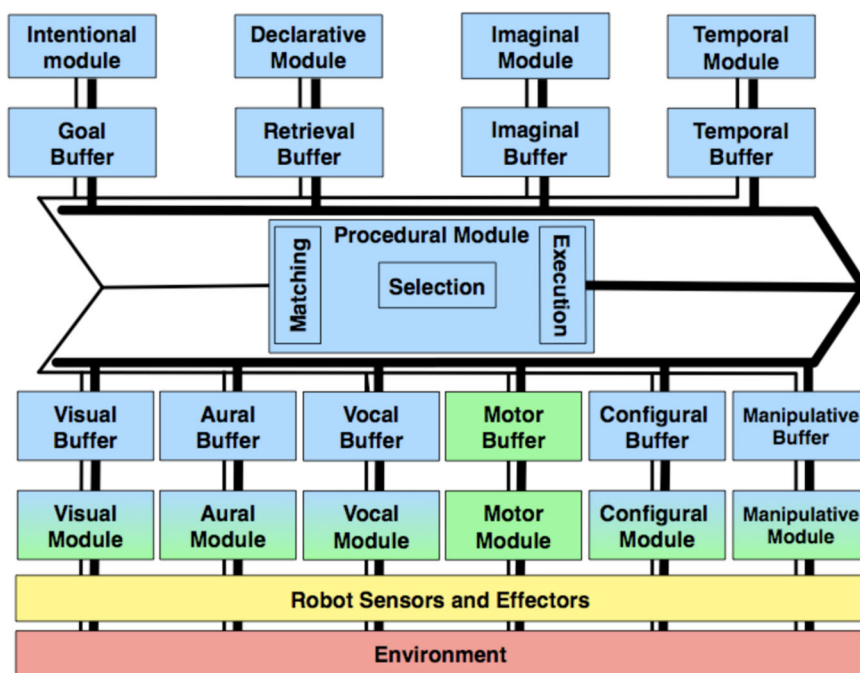 Intentional
module
Declarative
Module
Imaginal
Module
Temporal
Module
Goal
Buffer
Retrieval
Buffer
Imaginal
Buffer
Temporal
Buffer
Procedural Module
Matching
Selection
Execution
Visual
Buffer
Aural
Buffer
Vocal
Buffer
Motor
Buffer
Configural
Buffer
Manipulative
Buffer
Visual
Module
Aural
Module
Vocal
Module
Motor
Module
Configural
Module
Manipulative
Module
Robot Sensors and Effectors
Environment